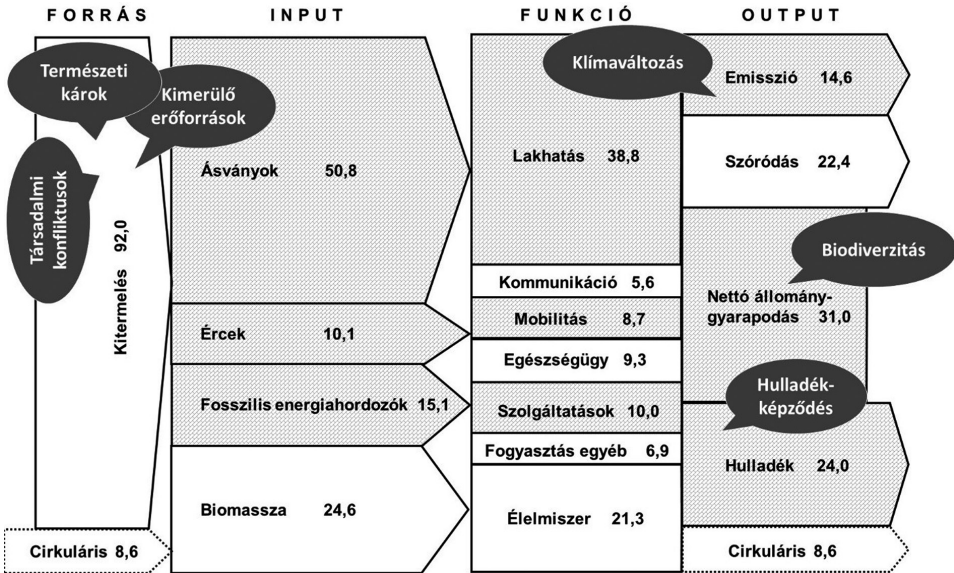 FORRÁS INPUT FUNKCIÓ OUTPUT
Természeti
károk
Kimerülő
erőforrások
Társadalmi
konfliktusok
Kitermelés 92,0
Cirkuláris 8,6
Ásványok 50,8
Ércek 10,1
Fosszilis energiahordozók 15,1
Biomassza 24,6
Lakhatás 38,8
Kommunikáció 5,6
Mobilitás 8,7
Egészségügy 9,3
Szolgáltatások 10,0
Fogyasztás egyéb 6,9
Élelmiszer 21,3
Klímaváltozás
Emisszió 14,6
Szóródás 22,4
Biodiverzitás
Nettó állomány-
gyarapodás 31,0
Hulladék-
képződés
Hulladék 24,0
Cirkuláris 8,6